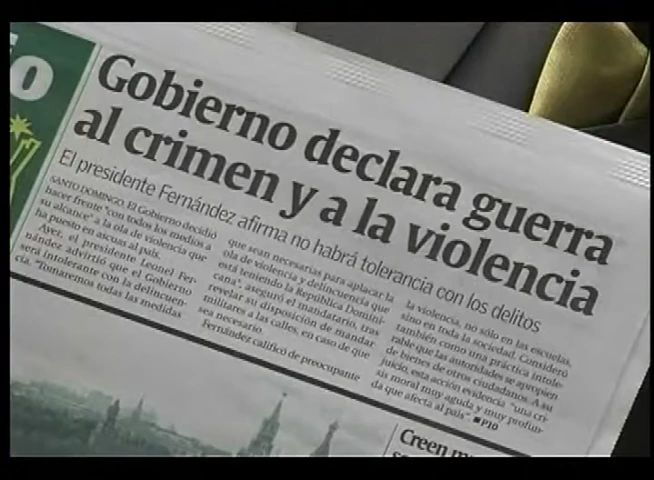 o
Gobierno declara guerra
al crimen y a la violencia
El presidente Fernández afirma no habrá tolerancia con los delitos
SANTO DOMINGO. El Gobierno decidió
hacer frente "con todos los medios a
su alcance" a la ola de violencia que
ha puesto en ascuas al país.
Ayer, el presidente Leonel Fer-
nández advirtió que el Gobierno
será intolerante con la delincuen-
cia. "Tomaremos todas las medidas
que sean necesarias para aplacar la
ola de violencia y delincuencia que
está teniendo la República Domini-
cana", aseguró el mandatario, tras
revelar su disposición de mandar
militares a las calles, en caso de que
sea necesario.
Fernández calificó de preocupante
la violencia, no sólo en las escuelas,
sino en toda la sociedad. Consideró
también como una práctica intole-
rable que las autoridades se apropien
de bienes de otros ciudadanos. A su
juicio, esta acción evidencia "una cri-
sis moral muy aguda y muy profun-
da que afecta al país". P10
Creen